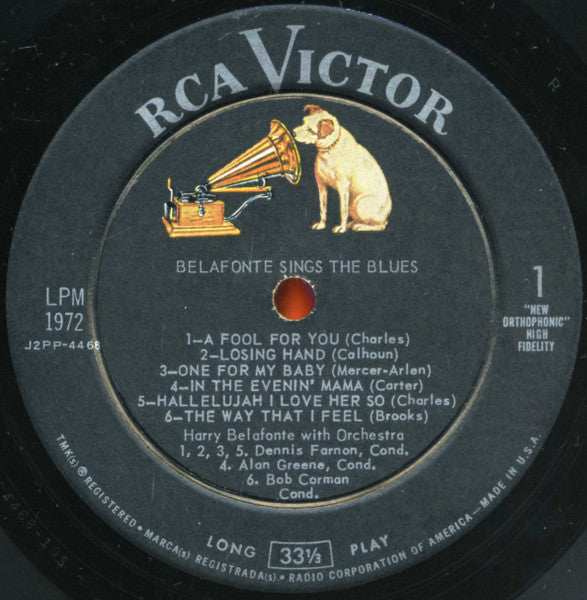 RCA VICTOR
BELAFONTE SINGS THE BLUES
LPM
1972
J2PP-4468
1
"NEW
ORTHOPHONIC"
HIGH
FIDELITY
1—A FOOL FOR YOU (Charles)
2—LOSING HAND (Calhoun)
3—ONE FOR MY BABY (Mercer-Arlen)
4—IN THE EVENIN' MAMA (Carter)
5—HALLELUJAH I LOVE HER SO (Charles)
6—THE WAY THAT I FEEL (Brooks)
Harry Belafonte with Orchestra
1, 2, 3, 5. Dennis Farnon, Cond.
4. Alan Greene, Cond.
6. Bob Corman
Cond.
LONG 33⅓ PLAY
TMK(s) ® REGISTERED • MARCA(s) REGISTRADA(s) • RADIO CORPORATION OF AMERICA—MADE IN U.S.A.
R